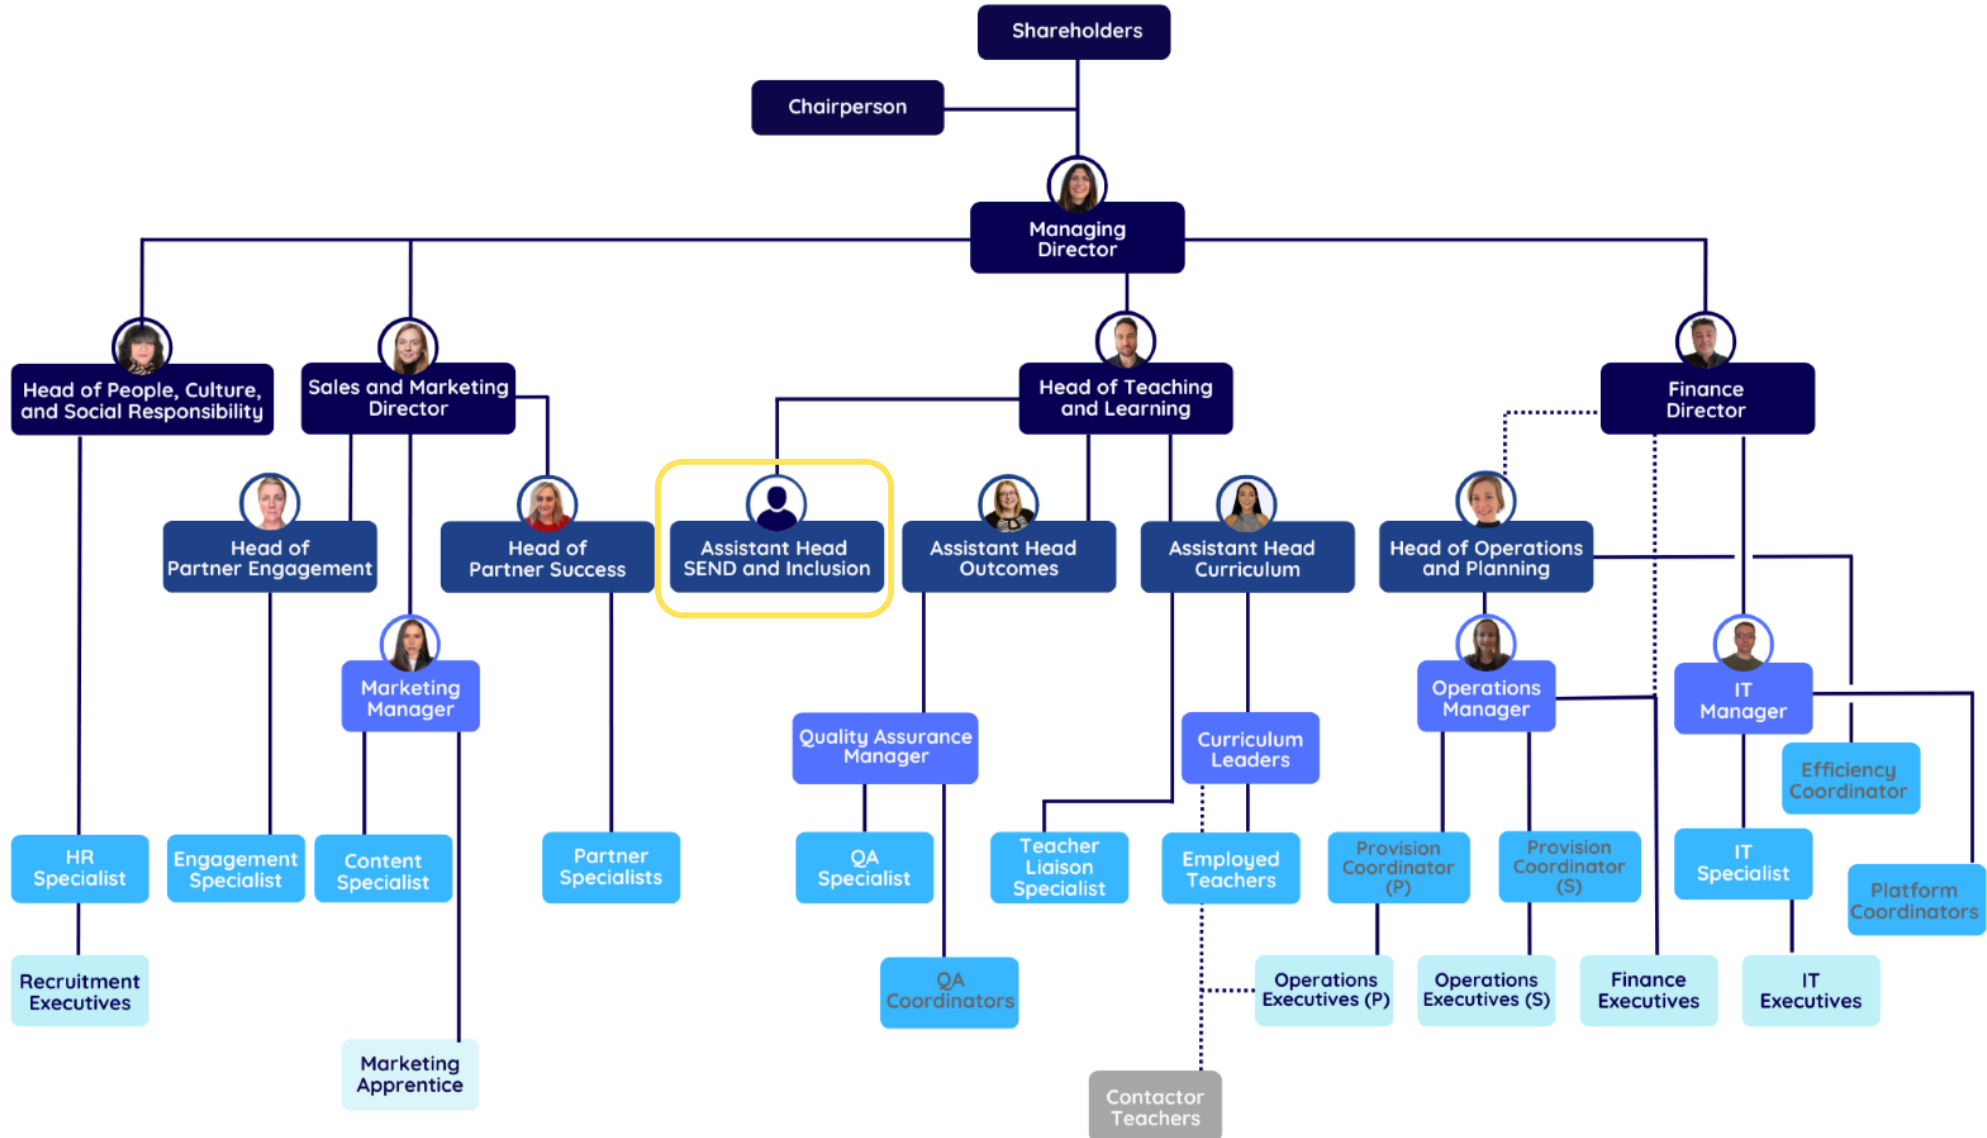 Shareholders
Chairperson
Managing
Director
Head of People, Culture,
and Social Responsibility
Sales and Marketing
Director
Head of Teaching
and Learning
Finance
Director
Head of
Partner Engagement
Head of
Partner Success
Assistant Head
SEND and Inclusion
Assistant Head
Outcomes
Assistant Head
Curriculum
Head of Operations
and Planning
Marketing
Manager
Operations
Manager
IT
Manager
Quality Assurance
Manager
Curriculum
Leaders
Efficiency
Coordinator
HR
Specialist
Engagement
Specialist
Content
Specialist
Partner
Specialists
QA
Specialist
Teacher
Liaison
Specialist
Employed
Teachers
Provision
Coordinator
(P)
Provision
Coordinator
(S)
IT
Specialist
Platform
Coordinators
Recruitment
Executives
QA
Coordinators
Operations
Executives (P)
Operations
Executives (S)
Finance
Executives
IT
Executives
Marketing
Apprentice
Contactor
Teachers